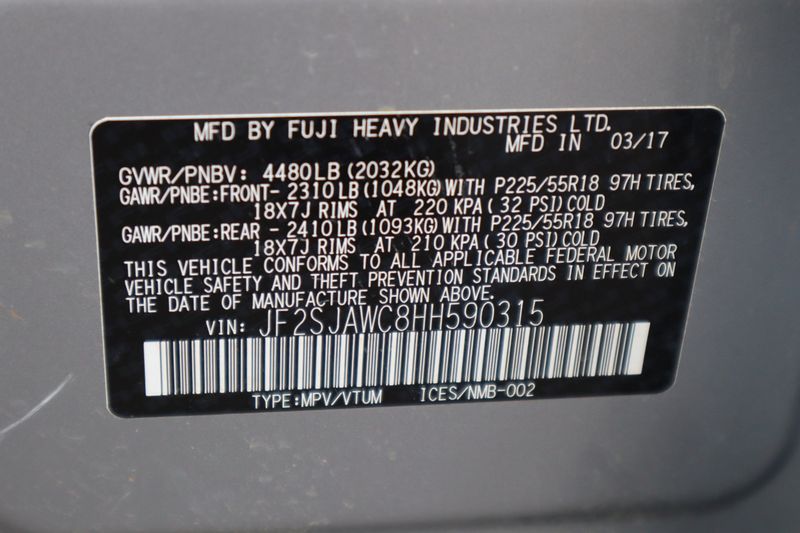 MFD BY FUJI HEAVY INDUSTRIES LTD.
MFD IN 03/17
GVWR/PNBV: 4480LB (2032KG)
GAWR/PNBE:FRONT- 2310LB (1048KG) WITH P225/55R18 97H TIRES,
18X7J RIMS AT 220 KPA ( 32 PSI) COLD
GAWR/PNBE:REAR - 2410LB (1093KG) WITH P225/55R18 97H TIRES,
18X7J RIMS AT 210 KPA ( 30 PSI) COLD
THIS VEHICLE CONFORMS TO ALL APPLICABLE FEDERAL MOTOR
VEHICLE SAFETY AND THEFT PREVENTION STANDARDS IN EFFECT ON
THE DATE OF MANUFACTURE SHOWN ABOVE.
VIN: JF2SJAWC8HH590315
TYPE:MPV/VTUM ICES/NMB-002